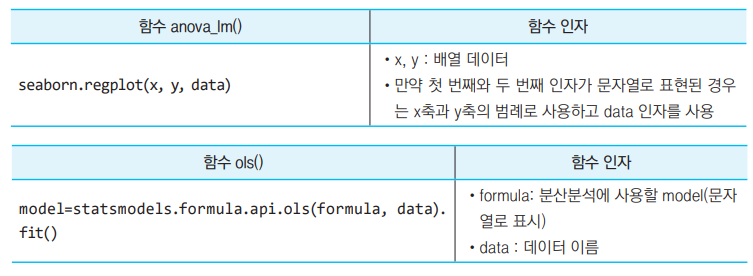 함수 anova_lm()
함수 인자
seaborn.regplot(x, y, data)
• x, y : 배열 데이터
• 만약 첫 번째와 두 번째 인자가 문자열로 표현된 경우
는 x축과 y축의 범례로 사용하고 data 인자를 사용
함수 ols()
함수 인자
model=statsmodels.formula.api.ols(formula, data).
fit()
• formula: 분산분석에 사용할 model(문자
열로 표시)
• data : 데이터 이름